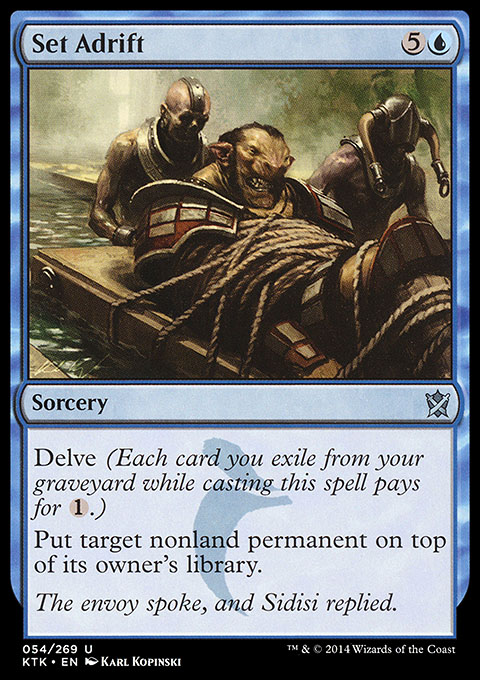 Set Adrift 5
Sorcery
Delve (Each card you exile from your
graveyard while casting this spell pays
for 1.)
Put target nonland permanent on top
of its owner's library.
The envoy spoke, and Sidisi replied.
054/269 U
KTK • EN Karl Kopinski
™ & © 2014 Wizards of the Coast